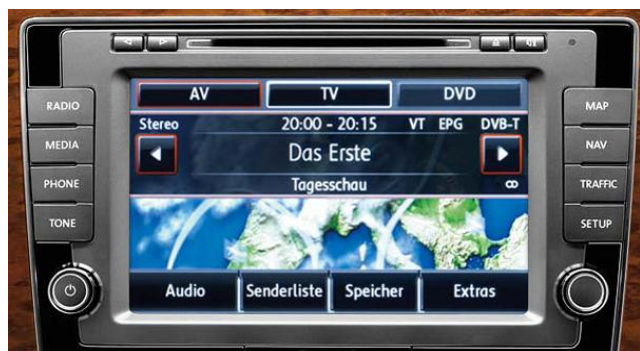 AV TV DVD
RADIO
MEDIA
PHONE
TONE
Stereo 20:00 - 20:15 VT EPG DVB-T
Das Erste
Tagesschau
Audio Senderliste Speicher Extras
MAP
NAV
TRAFFIC
SETUP